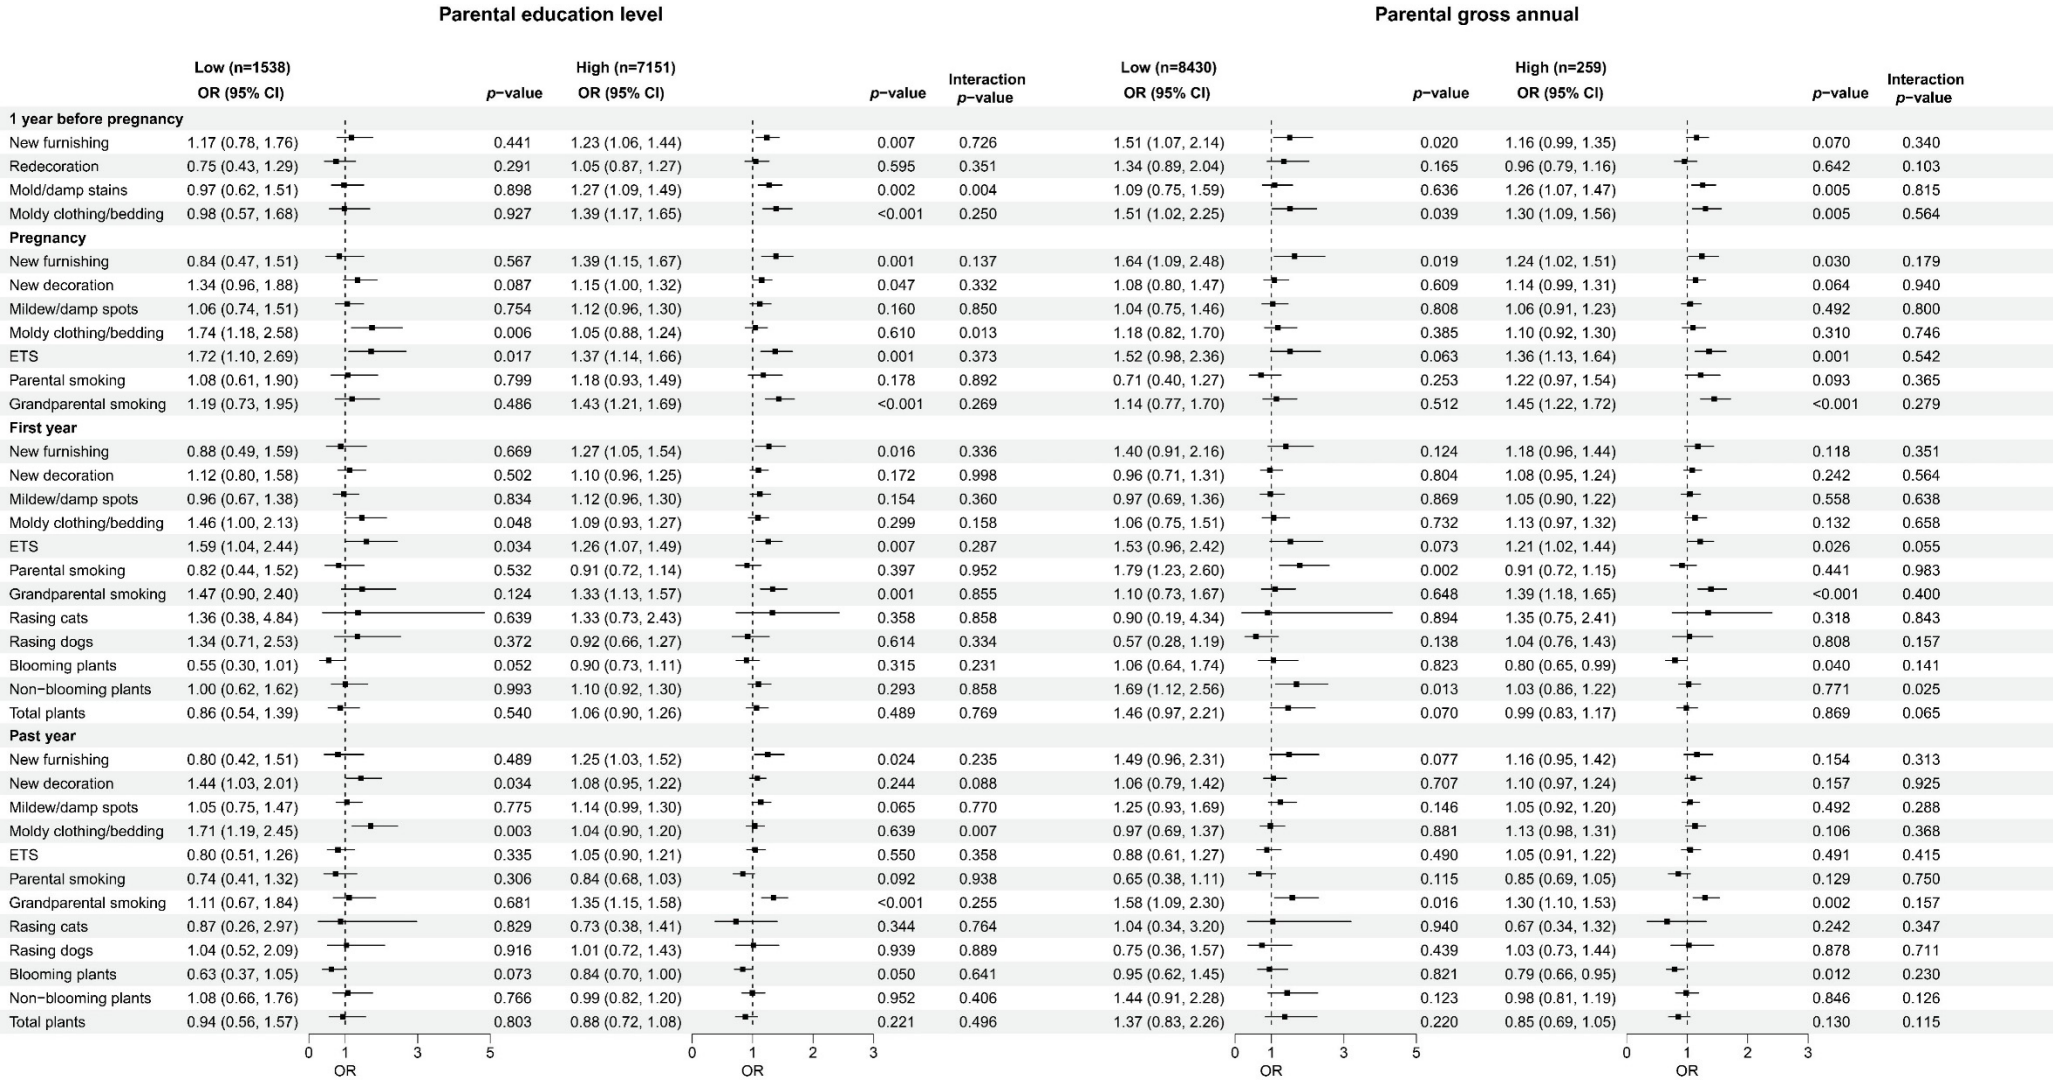 Parental education level Parental gross annual
Low (n=1538) High (n=7151) Low (n=8430) High (n=259)
OR (95% CI) p−value OR (95% CI) p−value Interaction p−value OR (95% CI) p−value OR (95% CI) p−value Interaction p−value
1 year before pregnancy
New furnishing 1.17 (0.78, 1.76) 0.441 1.23 (1.06, 1.44) 0.007 0.726 1.51 (1.07, 2.14) 0.020 1.16 (0.99, 1.35) 0.070 0.340
Redecoration 0.75 (0.43, 1.29) 0.291 1.05 (0.87, 1.27) 0.595 0.351 1.34 (0.89, 2.04) 0.165 0.96 (0.79, 1.16) 0.642 0.103
Mold/damp stains 0.97 (0.62, 1.51) 0.898 1.27 (1.09, 1.49) 0.002 0.004 1.09 (0.75, 1.59) 0.636 1.26 (1.07, 1.47) 0.005 0.815
Moldy clothing/bedding 0.98 (0.57, 1.68) 0.927 1.39 (1.17, 1.65) <0.001 0.250 1.51 (1.02, 2.25) 0.039 1.30 (1.09, 1.56) 0.005 0.564
Pregnancy
New furnishing 0.84 (0.47, 1.51) 0.567 1.39 (1.15, 1.67) 0.001 0.137 1.64 (1.09, 2.48) 0.019 1.24 (1.02, 1.51) 0.030 0.179
New decoration 1.34 (0.96, 1.88) 0.087 1.15 (1.00, 1.32) 0.047 0.332 1.08 (0.80, 1.47) 0.609 1.14 (0.99, 1.31) 0.064 0.940
Mildew/damp spots 1.06 (0.74, 1.51) 0.754 1.12 (0.96, 1.30) 0.160 0.850 1.04 (0.75, 1.46) 0.808 1.06 (0.91, 1.23) 0.492 0.800
Moldy clothing/bedding 1.74 (1.18, 2.58) 0.006 1.05 (0.88, 1.24) 0.610 0.013 1.18 (0.82, 1.70) 0.385 1.10 (0.92, 1.30) 0.310 0.746
ETS 1.72 (1.10, 2.69) 0.017 1.37 (1.14, 1.66) 0.001 0.373 1.52 (0.98, 2.36) 0.063 1.36 (1.13, 1.64) 0.001 0.542
Parental smoking 1.08 (0.61, 1.90) 0.799 1.18 (0.93, 1.49) 0.178 0.892 0.71 (0.40, 1.27) 0.253 1.22 (0.97, 1.54) 0.093 0.365
Grandparental smoking 1.19 (0.73, 1.95) 0.486 1.43 (1.21, 1.69) <0.001 0.269 1.14 (0.77, 1.70) 0.512 1.45 (1.22, 1.72) <0.001 0.279
First year
New furnishing 0.88 (0.49, 1.59) 0.669 1.27 (1.05, 1.54) 0.016 0.336 1.40 (0.91, 2.16) 0.124 1.18 (0.96, 1.44) 0.118 0.351
New decoration 1.12 (0.80, 1.58) 0.502 1.10 (0.96, 1.25) 0.172 0.998 0.96 (0.71, 1.31) 0.804 1.08 (0.95, 1.24) 0.242 0.564
Mildew/damp spots 0.96 (0.67, 1.38) 0.834 1.12 (0.96, 1.30) 0.154 0.360 0.97 (0.69, 1.36) 0.869 1.05 (0.90, 1.22) 0.558 0.638
Moldy clothing/bedding 1.46 (1.00, 2.13) 0.048 1.09 (0.93, 1.27) 0.299 0.158 1.06 (0.75, 1.51) 0.732 1.13 (0.97, 1.32) 0.132 0.658
ETS 1.59 (1.04, 2.44) 0.034 1.26 (1.07, 1.49) 0.007 0.287 1.53 (0.96, 2.42) 0.073 1.21 (1.02, 1.44) 0.026 0.055
Parental smoking 0.82 (0.44, 1.52) 0.532 0.91 (0.72, 1.14) 0.397 0.952 1.79 (1.23, 2.60) 0.002 0.91 (0.72, 1.15) 0.441 0.983
Grandparental smoking 1.47 (0.90, 2.40) 0.124 1.33 (1.13, 1.57) 0.001 0.855 1.10 (0.73, 1.67) 0.648 1.39 (1.18, 1.65) <0.001 0.400
Rasing cats 1.36 (0.38, 4.84) 0.639 1.33 (0.73, 2.43) 0.358 0.858 0.90 (0.19, 4.34) 0.894 1.35 (0.75, 2.41) 0.318 0.843
Rasing dogs 1.34 (0.71, 2.53) 0.372 0.92 (0.66, 1.27) 0.614 0.334 0.57 (0.28, 1.19) 0.138 1.04 (0.76, 1.43) 0.808 0.157
Blooming plants 0.55 (0.30, 1.01) 0.052 0.90 (0.73, 1.11) 0.315 0.231 1.06 (0.64, 1.74) 0.823 0.80 (0.65, 0.99) 0.040 0.141
Non−blooming plants 1.00 (0.62, 1.62) 0.993 1.10 (0.92, 1.30) 0.293 0.858 1.69 (1.12, 2.56) 0.013 1.03 (0.86, 1.22) 0.771 0.025
Total plants 0.86 (0.54, 1.39) 0.540 1.06 (0.90, 1.26) 0.489 0.769 1.46 (0.97, 2.21) 0.070 0.99 (0.83, 1.17) 0.869 0.065
Past year
New furnishing 0.80 (0.42, 1.51) 0.489 1.25 (1.03, 1.52) 0.024 0.235 1.49 (0.96, 2.31) 0.077 1.16 (0.95, 1.42) 0.154 0.313
New decoration 1.44 (1.03, 2.01) 0.034 1.08 (0.95, 1.22) 0.244 0.088 1.06 (0.79, 1.42) 0.707 1.10 (0.97, 1.24) 0.157 0.925
Mildew/damp spots 1.05 (0.75, 1.47) 0.775 1.14 (0.99, 1.30) 0.065 0.770 1.25 (0.93, 1.69) 0.146 1.05 (0.92, 1.20) 0.492 0.288
Moldy clothing/bedding 1.71 (1.19, 2.45) 0.003 1.04 (0.90, 1.20) 0.639 0.007 0.97 (0.69, 1.37) 0.881 1.13 (0.98, 1.31) 0.106 0.368
ETS 0.80 (0.51, 1.26) 0.335 1.05 (0.90, 1.21) 0.550 0.358 0.88 (0.61, 1.27) 0.490 1.05 (0.91, 1.22) 0.491 0.415
Parental smoking 0.74 (0.41, 1.32) 0.306 0.84 (0.68, 1.03) 0.092 0.938 0.65 (0.38, 1.11) 0.115 0.85 (0.69, 1.05) 0.129 0.750
Grandparental smoking 1.11 (0.67, 1.84) 0.681 1.35 (1.15, 1.58) <0.001 0.255 1.58 (1.09, 2.30) 0.016 1.30 (1.10, 1.53) 0.002 0.157
Rasing cats 0.87 (0.26, 2.97) 0.829 0.73 (0.38, 1.41) 0.344 0.764 1.04 (0.34, 3.20) 0.940 0.67 (0.34, 1.32) 0.242 0.347
Rasing dogs 1.04 (0.52, 2.09) 0.916 1.01 (0.72, 1.43) 0.939 0.889 0.75 (0.36, 1.57) 0.439 1.03 (0.73, 1.44) 0.878 0.711
Blooming plants 0.63 (0.37, 1.05) 0.073 0.84 (0.70, 1.00) 0.050 0.641 0.95 (0.62, 1.45) 0.821 0.79 (0.66, 0.95) 0.012 0.230
Non−blooming plants 1.08 (0.66, 1.76) 0.766 0.99 (0.82, 1.20) 0.952 0.406 1.44 (0.91, 2.28) 0.123 0.98 (0.81, 1.19) 0.846 0.126
Total plants 0.94 (0.56, 1.57) 0.803 0.88 (0.72, 1.08) 0.221 0.496 1.37 (0.83, 2.26) 0.220 0.85 (0.69, 1.05) 0.130 0.115
0 1 3 5 0 1 2 3 0 1 3 5 0 1 2 3
OR OR OR OR